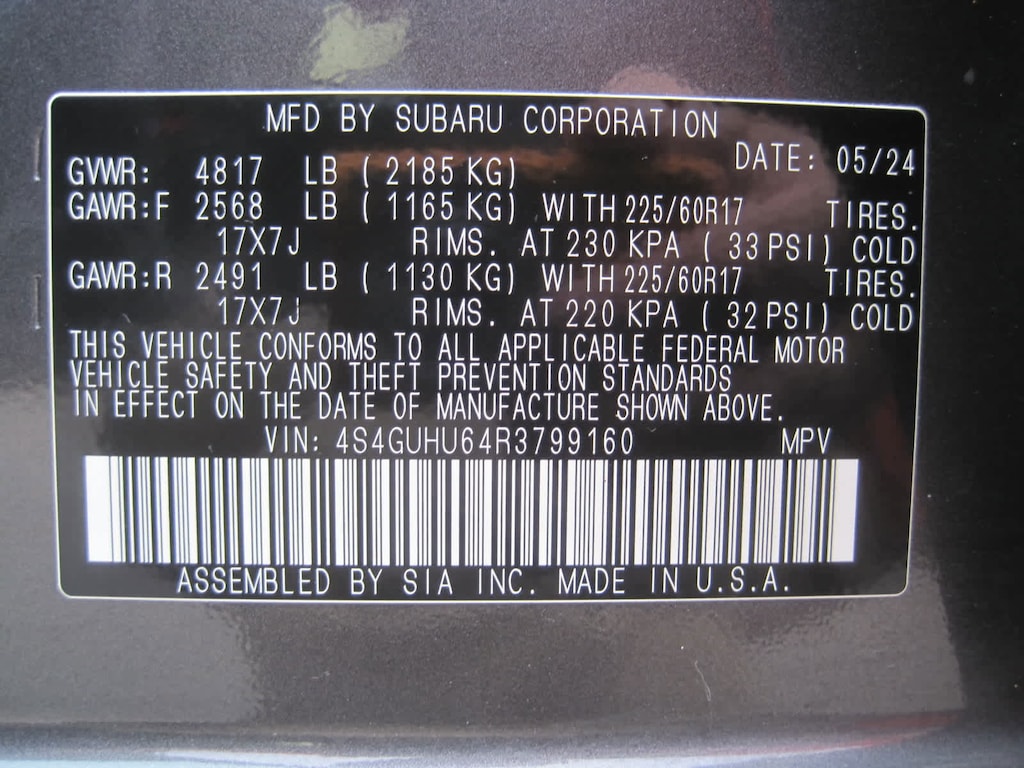 MFD BY SUBARU CORPORATION
DATE: 05/24
GVWR: 4817 LB ( 2185 KG)
GAWR:F 2568 LB ( 1165 KG) WITH 225/60R17 TIRES.
17X7J RIMS. AT 230 KPA ( 33 PSI) COLD
GAWR:R 2491 LB ( 1130 KG) WITH 225/60R17 TIRES.
17X7J RIMS. AT 220 KPA ( 32 PSI) COLD
THIS VEHICLE CONFORMS TO ALL APPLICABLE FEDERAL MOTOR
VEHICLE SAFETY AND THEFT PREVENTION STANDARDS
IN EFFECT ON THE DATE OF MANUFACTURE SHOWN ABOVE.
VIN: 4S4GUHU64R3799160 MPV
ASSEMBLED BY SIA INC. MADE IN U.S.A.